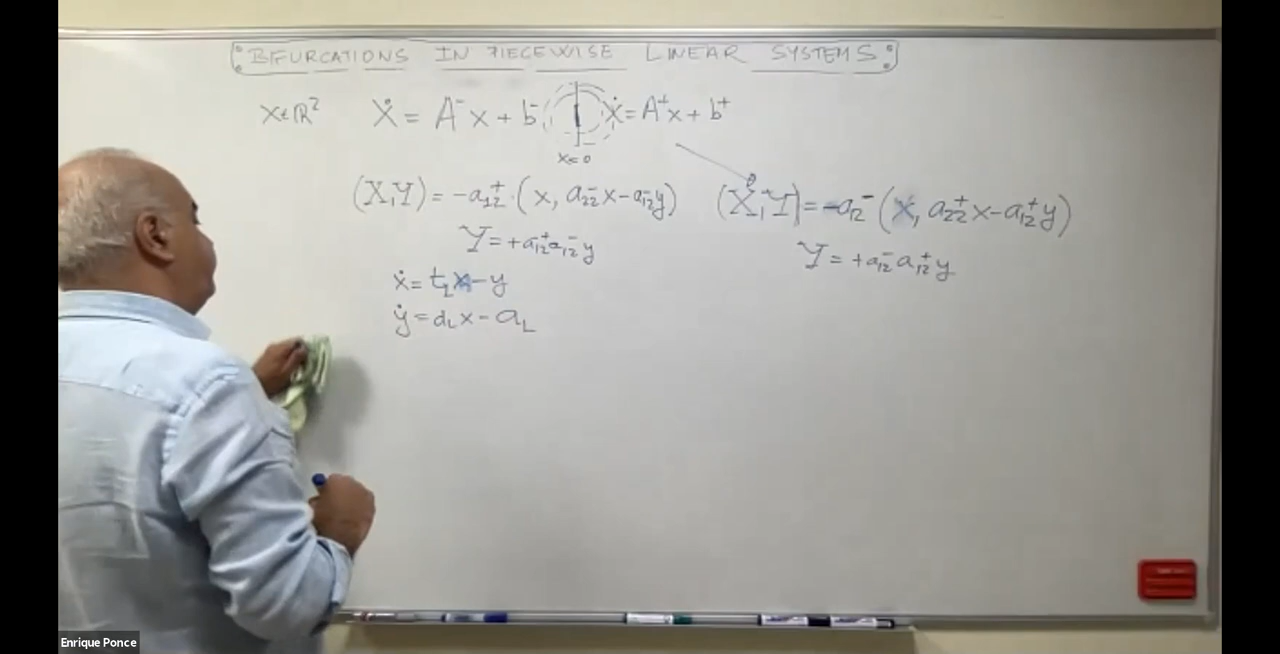 BIFURCATIONS IN PIECEWISE LINEAR SYSTEMS
x∈ℝ² ẋ = A⁻x + b⁻ ẋ = A⁺x + b⁺
x=0
(X,Y) = -a₁₂⁺·(x, a₂₂⁻x-a₁₂⁻y) (X,Y) = -a₁₂⁻(x, a₂₂⁺x-a₁₂⁺y)
Y = +a₁₂⁺a₁₂⁻y Y = +a₁₂⁻a₁₂⁺y
ẋ = t_L x - y
ẏ = d_L x - a_L
Enrique Ponce